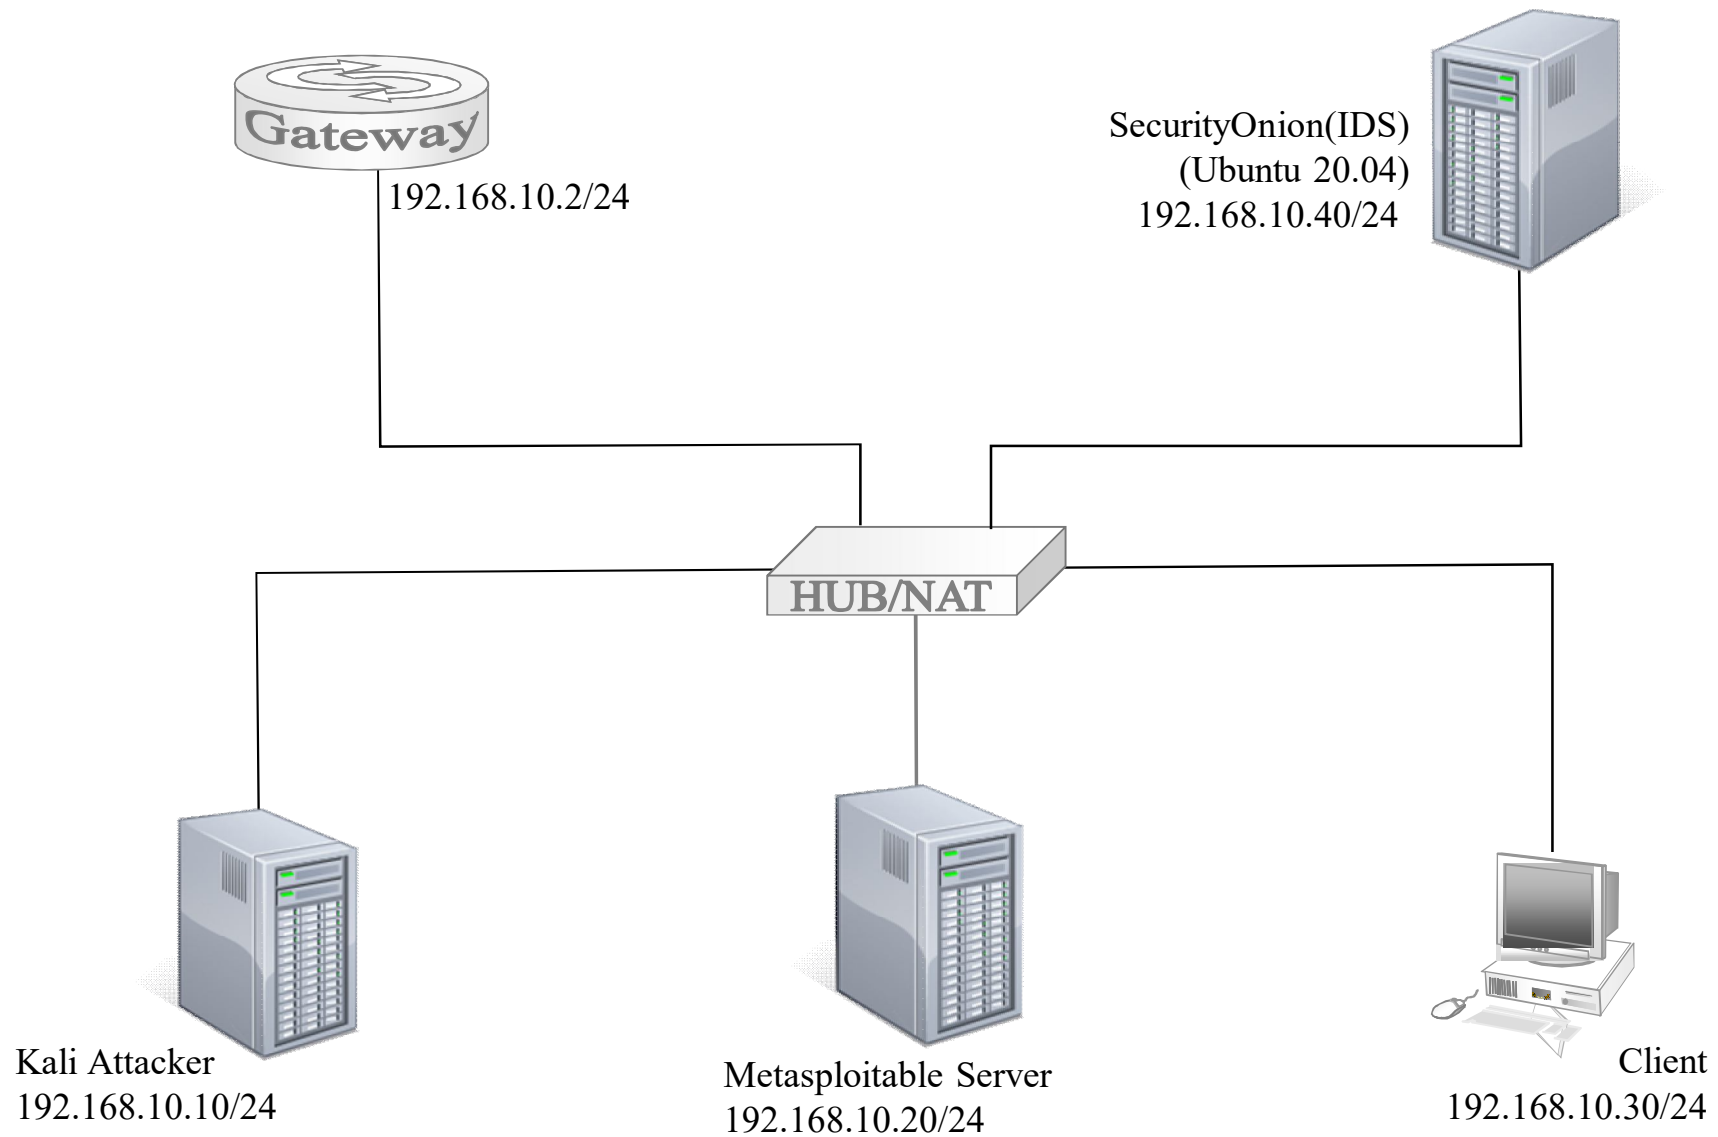 Gateway
192.168.10.2/24
SecurityOnion(IDS)
(Ubuntu 20.04)
192.168.10.40/24
HUB/NAT
Kali Attacker
192.168.10.10/24
Metasploitable Server
192.168.10.20/24
Client
192.168.10.30/24